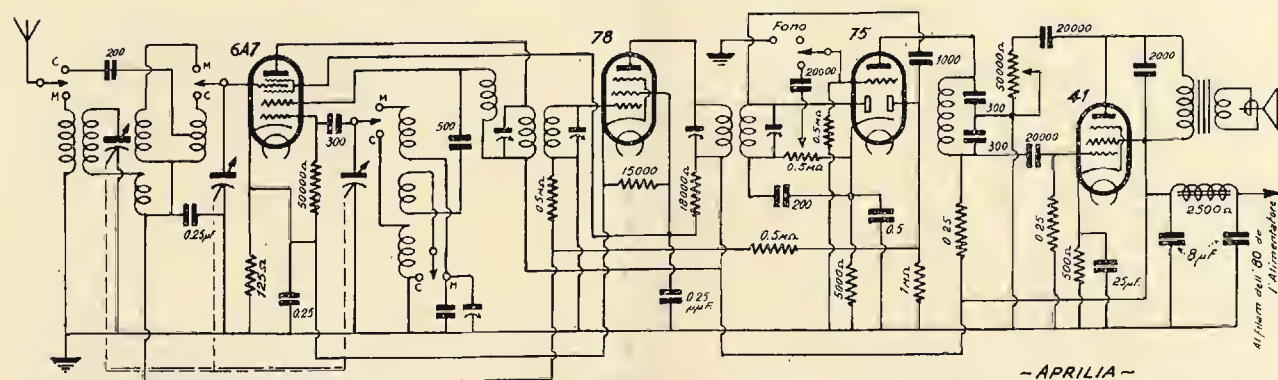 C
200
M
M
C
6A7
0.25µF
125Ω
0.25
50000Ω
300
M
C
500
C
M
78
0.5MΩ
15000
18000Ω
0.25
µµF.
Fono
20000
0.5MΩ
0.5MΩ
200
0.5MΩ
75
1000
0.5
5000Ω
1MΩ
300
300
0.25
20000
50000Ω
20000
0.25
41
500Ω
25µF.
2000
2500Ω
8µF
Al filam dell'80 de
l'Alimentatore
~APRILIA~